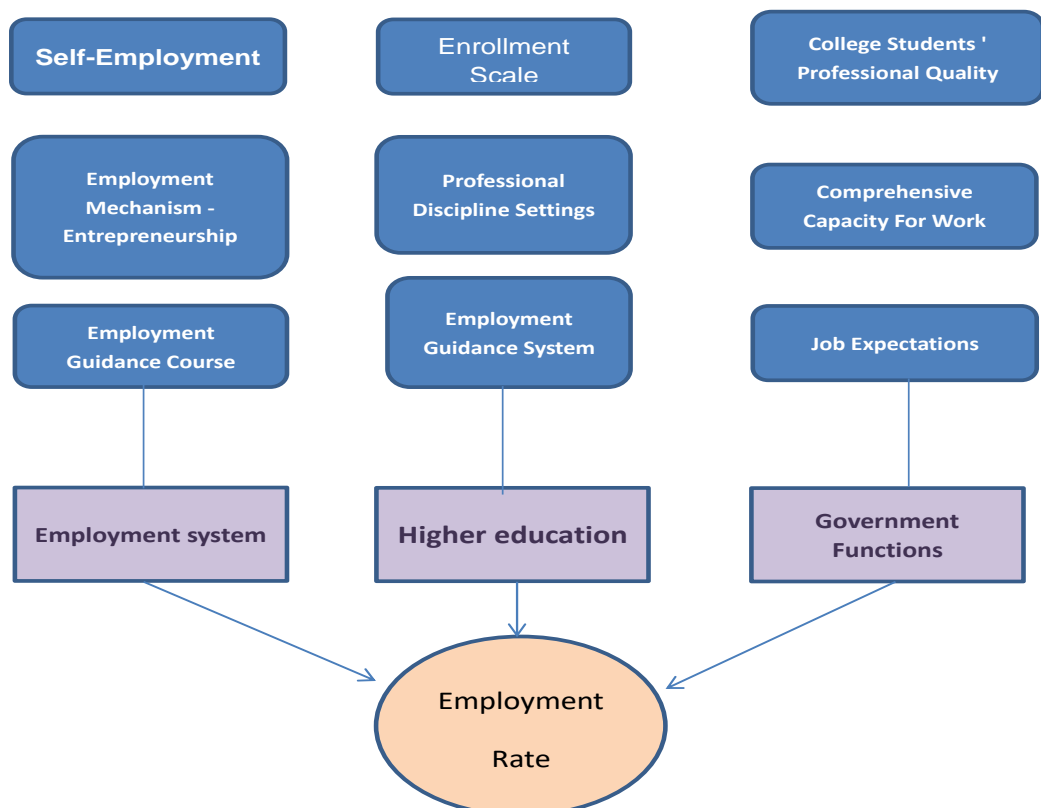 Self-Employment
Enrollment
Scale
College Students '
Professional Quality
Employment
Mechanism -
Entrepreneurship
Professional
Discipline Settings
Comprehensive
Capacity For Work
Employment
Guidance Course
Employment
Guidance System
Job Expectations
Employment system
Higher education
Government
Functions
Employment
Rate